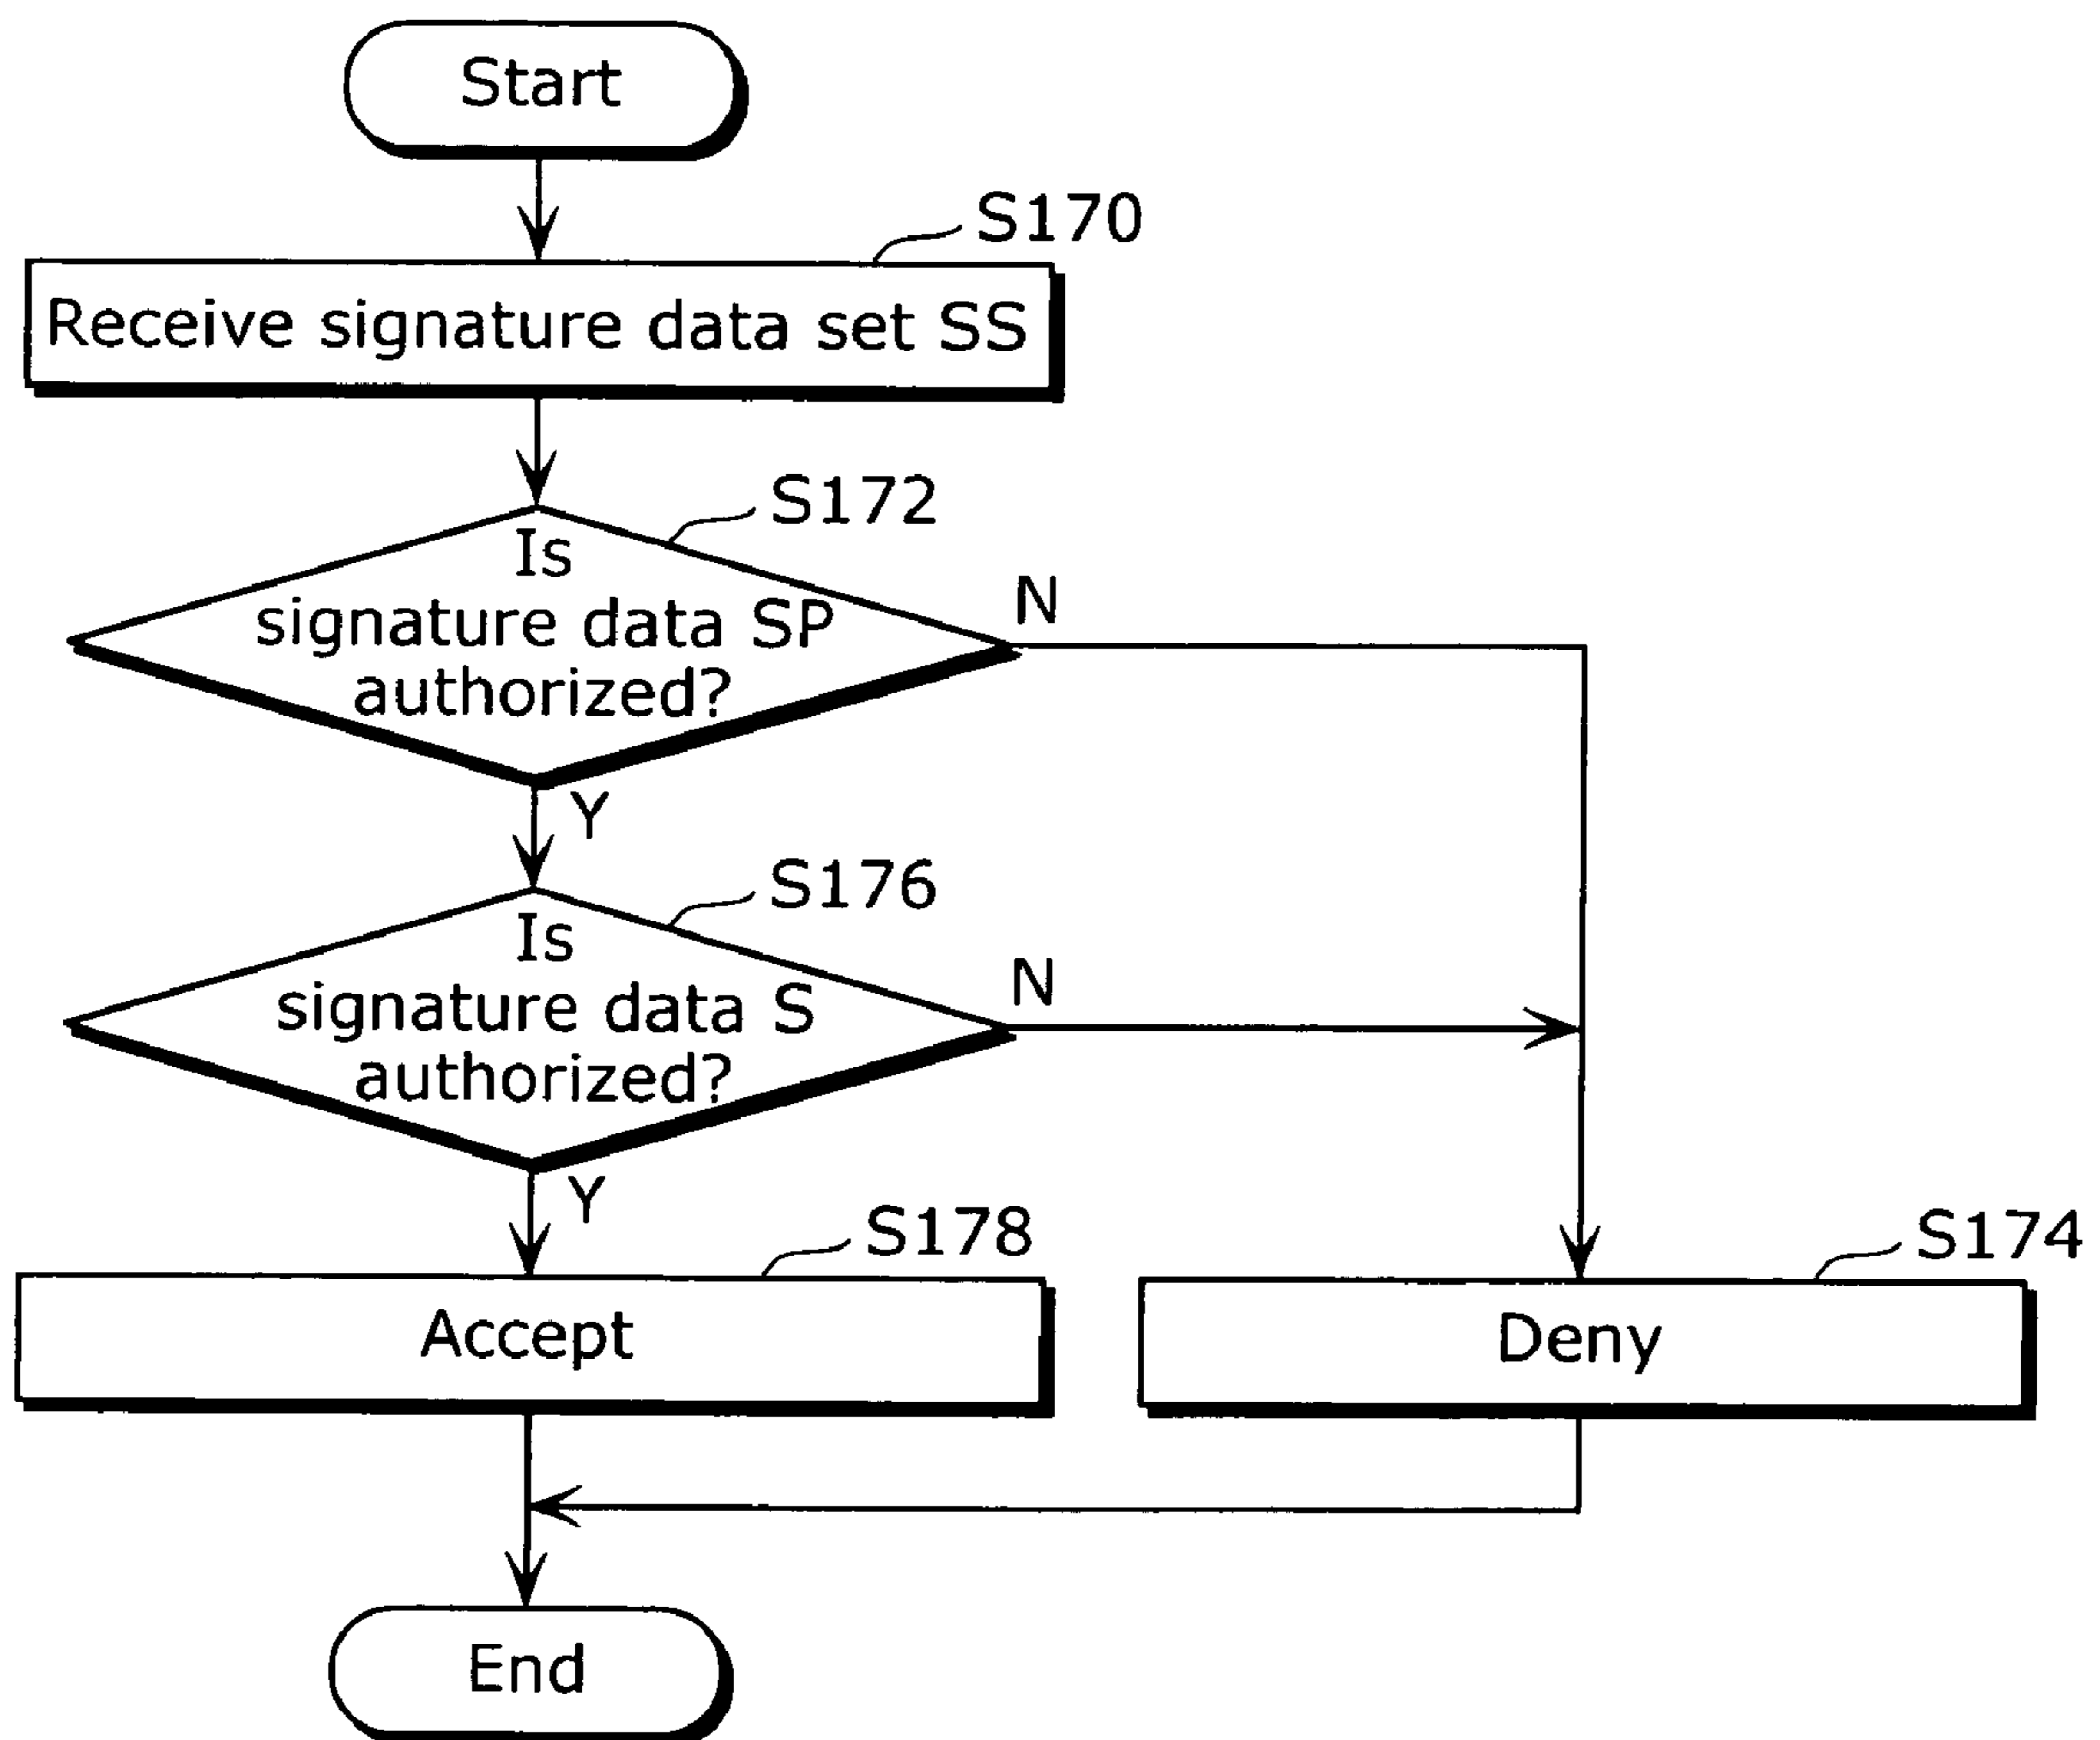 Start
S170
Receive signature data set SS
S172
Is
signature data SP
authorized?
N
Y
S176
Is
signature data S
authorized?
N
Y
S178
Accept
S174
Deny
End